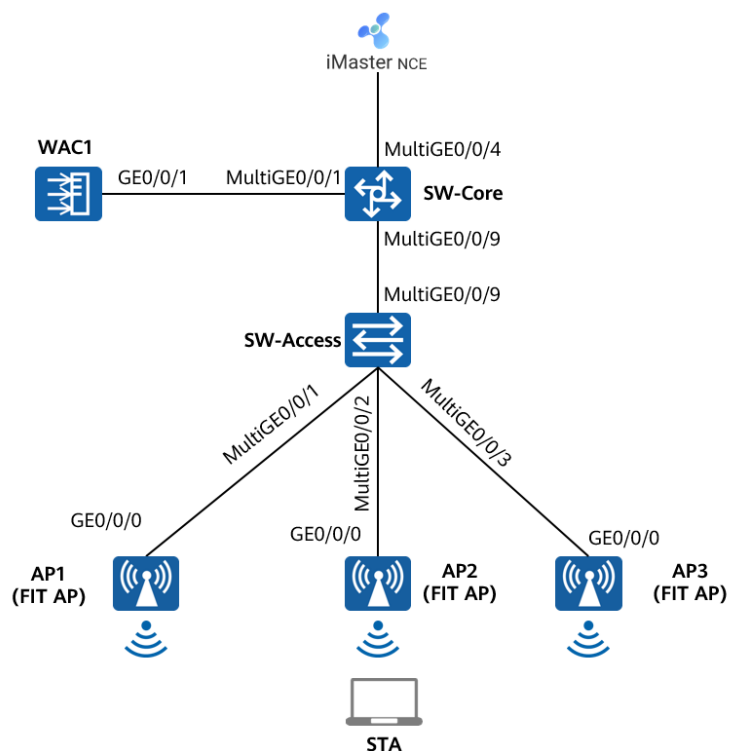 iMaster NCE
MultiGE0/0/4
WAC1
GE0/0/1
MultiGE0/0/1
SW-Core
MultiGE0/0/9
MultiGE0/0/9
SW-Access
MultiGE0/0/1
MultiGE0/0/2
MultiGE0/0/3
GE0/0/0
GE0/0/0
GE0/0/0
AP1
(FIT AP)
AP2
(FIT AP)
AP3
(FIT AP)
STA